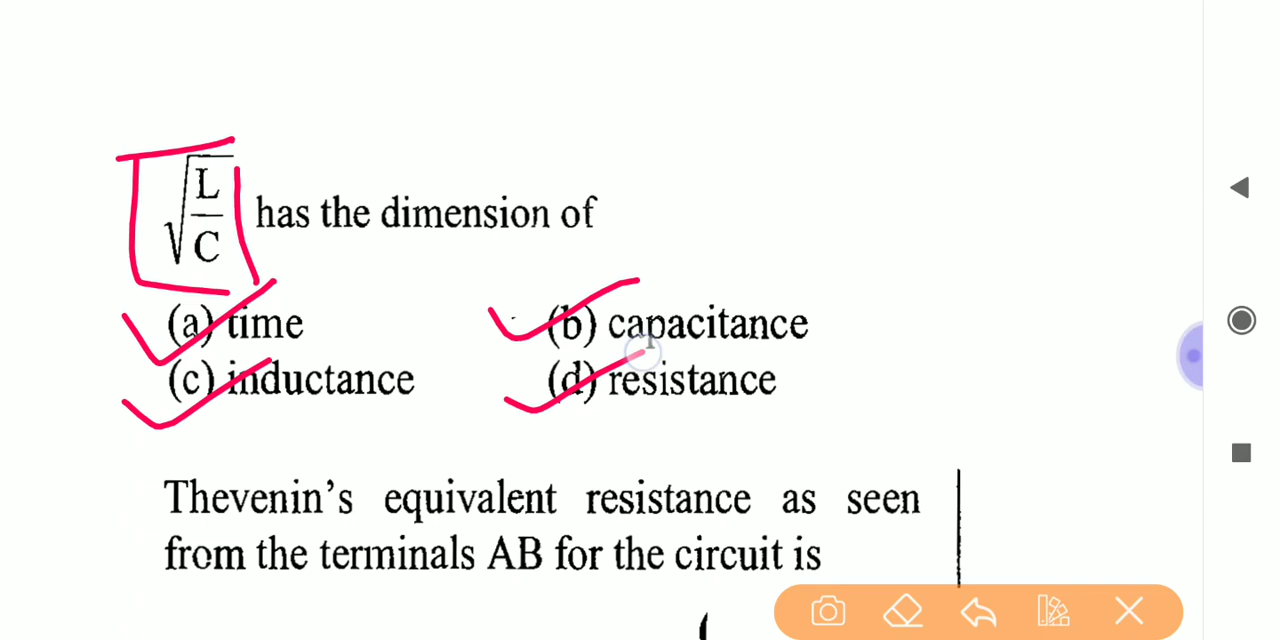 √(L/C) has the dimension of
(a) time (b) capacitance
(c) inductance (d) resistance
Thevenin's equivalent resistance as seen
from the terminals AB for the circuit is